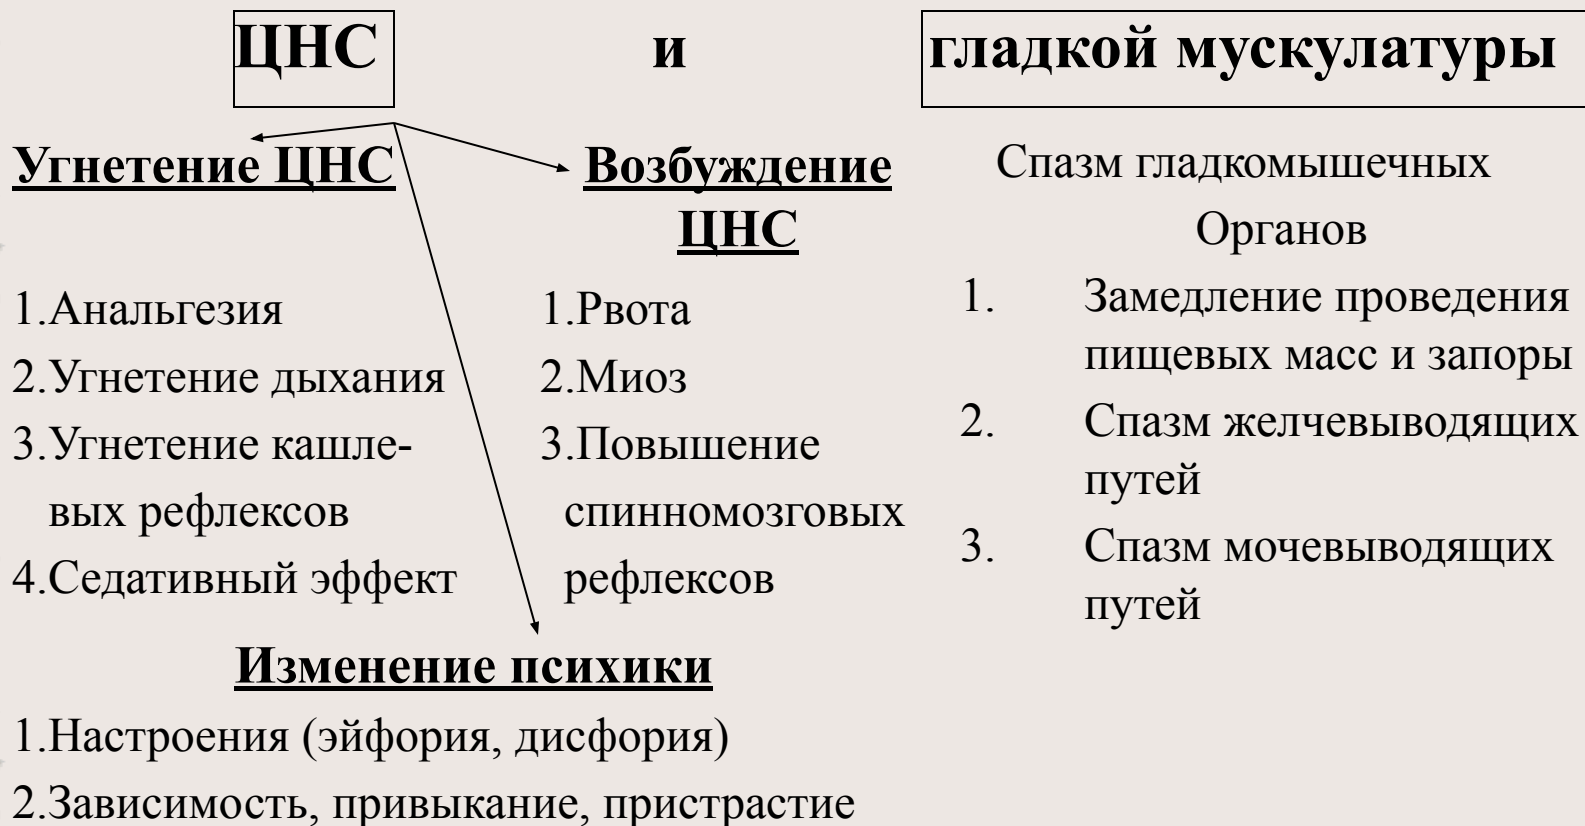 ЦНС и гладкой мускулатуры
Угнетение ЦНС
1.Анальгезия
2.Угнетение дыхания
3.Угнетение кашле-
вых рефлексов
4.Седативный эффект
Возбуждение
ЦНС
1.Рвота
2.Миоз
3.Повышение
спинномозговых
рефлексов
Изменение психики
1.Настроения (эйфория, дисфория)
2.Зависимость, привыкание, пристрастие
Спазм гладкомышечных
Органов
1. Замедление проведения
пищевых масс и запоры
2. Спазм желчевыводящих
путей
3. Спазм мочевыводящих
путей